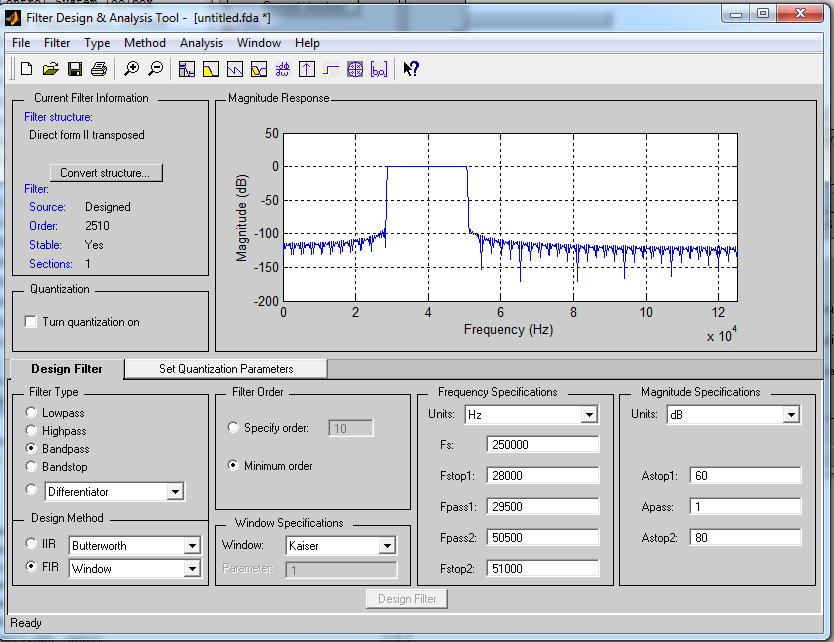 Filter Design & Analysis Tool - [untitled.fda *]
File Filter Type Method Analysis Window Help
Current Filter Information
Filter structure:
Direct form II transposed
Convert structure...
Filter:
Source: Designed
Order: 2510
Stable: Yes
Sections: 1
Quantization
Turn quantization on
Magnitude Response
50
0
-50
-100
-150
-200
Magnitude (dB)
0 2 4 6 8 10 12
Frequency (Hz)
x 10^4
Design Filter
Set Quantization Parameters
Filter Type
Lowpass
Highpass
Bandpass
Bandstop
Differentiator
Design Method
IIR Butterworth
FIR Window
Filter Order
Specify order: 10
Minimum order
Window Specifications
Window: Kaiser
Parameter: 1
Frequency Specifications
Units: Hz
Fs: 250000
Fstop1: 28000
Fpass1: 29500
Fpass2: 50500
Fstop2: 51000
Magnitude Specifications
Units: dB
Astop1: 60
Apass: 1
Astop2: 80
Design Filter
Ready